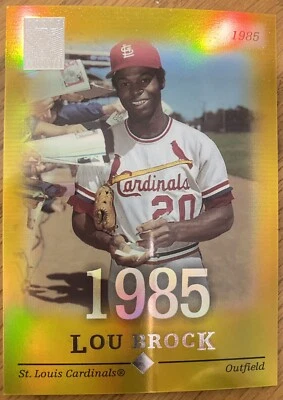 1985
Cardinals
20
1985
LOU BROCK
St. Louis Cardinals® Outfield